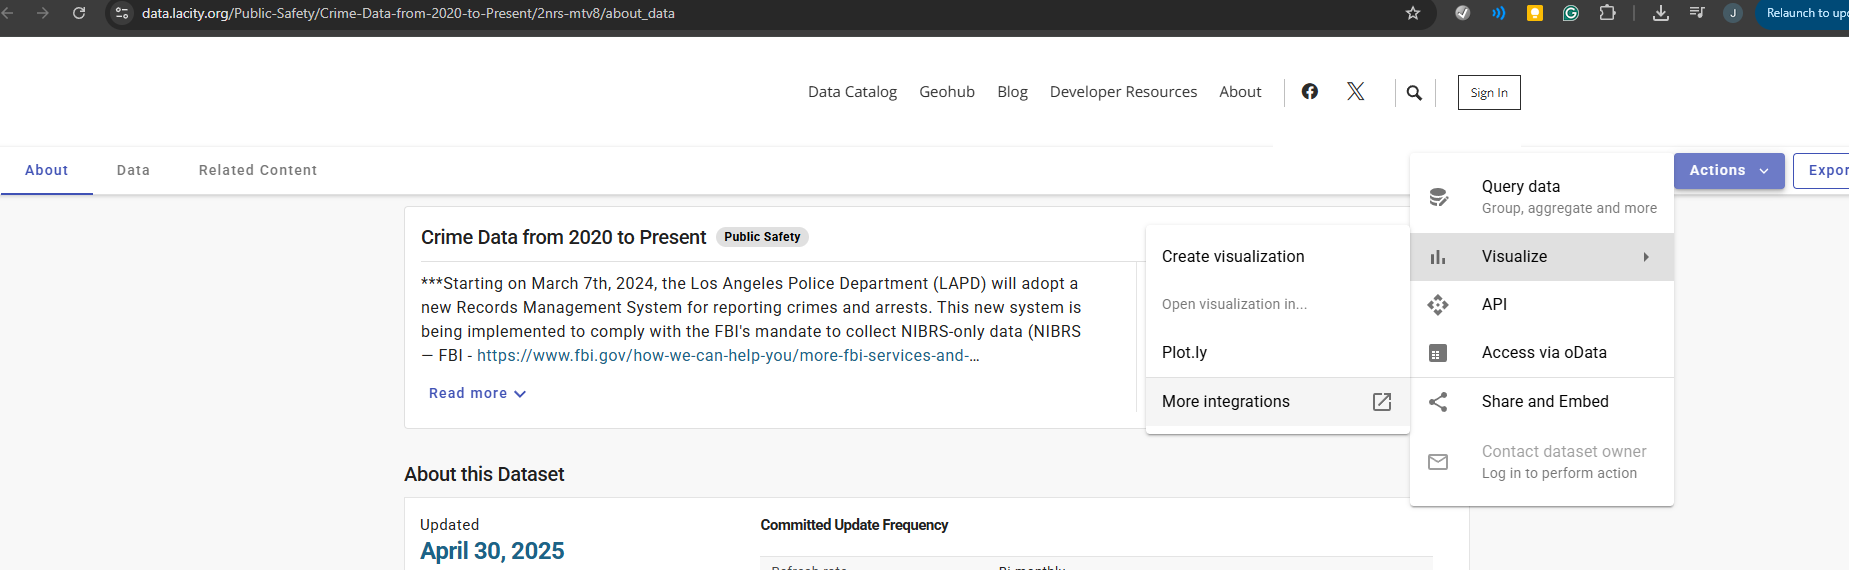 data.lacity.org/Public-Safety/Crime-Data-from-2020-to-Present/2nrs-mtv8/about_data
J
Relaunch to upd
Data Catalog Geohub Blog Developer Resources About Sign In
About Data Related Content
Actions Expor
Query data
Group, aggregate and more
Visualize
API
Access via oData
Share and Embed
Contact dataset owner
Log in to perform action
Create visualization
Open visualization in...
Plot.ly
More integrations
Crime Data from 2020 to Present Public Safety
***Starting on March 7th, 2024, the Los Angeles Police Department (LAPD) will adopt a
new Records Management System for reporting crimes and arrests. This new system is
being implemented to comply with the FBI's mandate to collect NIBRS-only data (NIBRS
— FBI - https://www.fbi.gov/how-we-can-help-you/more-fbi-services-and-...
Read more
About this Dataset
Updated
April 30, 2025
Committed Update Frequency
Refresh rate Bi-monthly